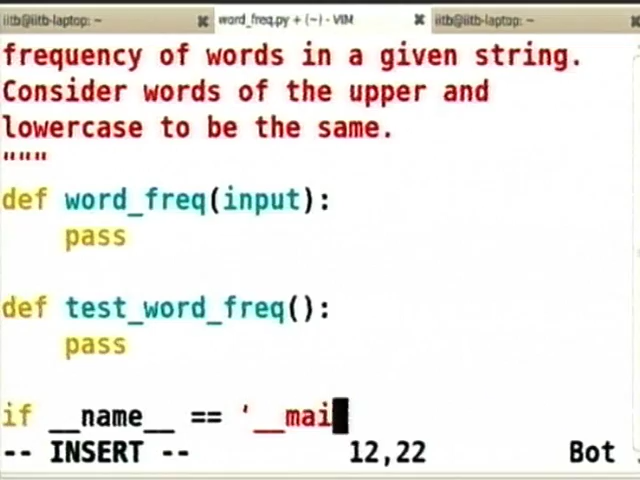 iitb@iitb-laptop: ~ word_freq.py + (~) - VIM iitb@iitb-laptop: ~
frequency of words in a given string.
Consider words of the upper and
lowercase to be the same.
"""
def word_freq(input):
    pass
def test_word_freq():
    pass
if __name__ == '__mai
-- INSERT -- 12,22 Bot